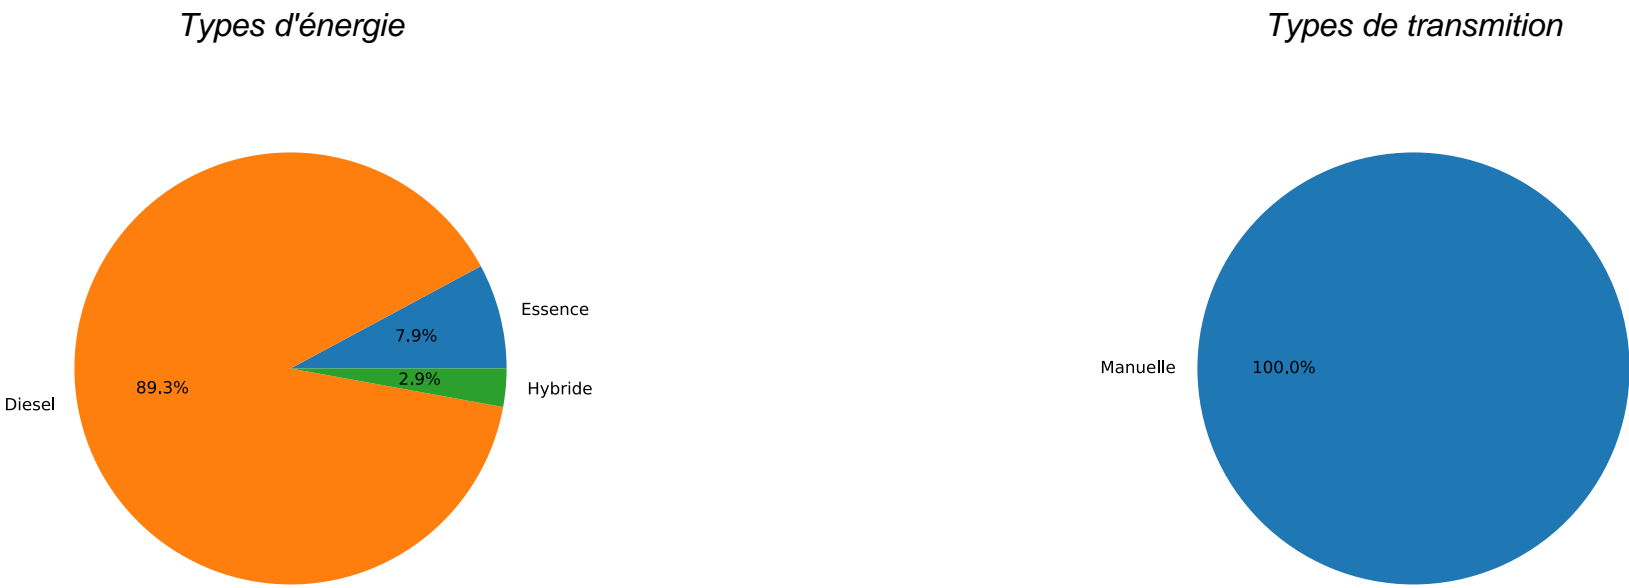 Types d'énergie
Types de transmition
Essence
7.9%
2.9%
Hybride
89.3%
Diesel
Manuelle
100.0%